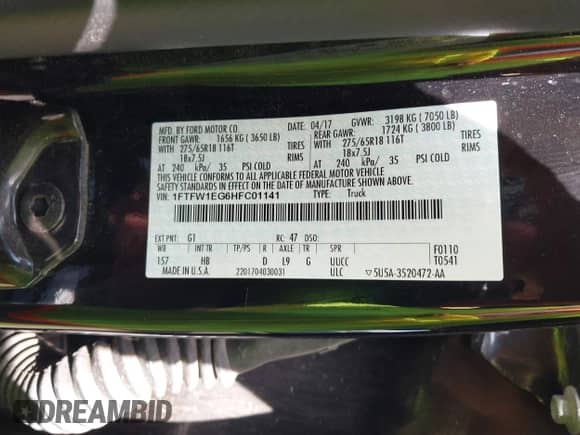 MFD. BY FORD MOTOR CO. DATE: 04/17 GVWR: 3198 KG (7050 LB)
FRONT GAWR: 1656 KG (3650 LB) REAR GAWR: 1724 KG (3800 LB)
WITH 275/65R18 116T TIRES WITH 275/65R18 116T TIRES
18x7.5J RIMS 18x7.5J RIMS
AT 240 kPa/ 35 PSI COLD AT 240 kPa/ 35 PSI COLD
THIS VEHICLE CONFORMS TO ALL APPLICABLE FEDERAL MOTOR VEHICLE
SAFETY AND THEFT PREVENTION STANDARDS IN EFFECT ON THE DATE OF
MANUFACTURE SHOWN ABOVE.
VIN: 1FTFW1EG6HFC01141 TYPE: Truck
EXT PNT: G1 RC: 47 DSO: F0110
WB INT TR TP/PS R AXLE TR SPR T0541
157 HB D L9 G UUCC
MADE IN U.S.A. 2201704030031 ULC 5U5A-3520472-AA
DREAMBID